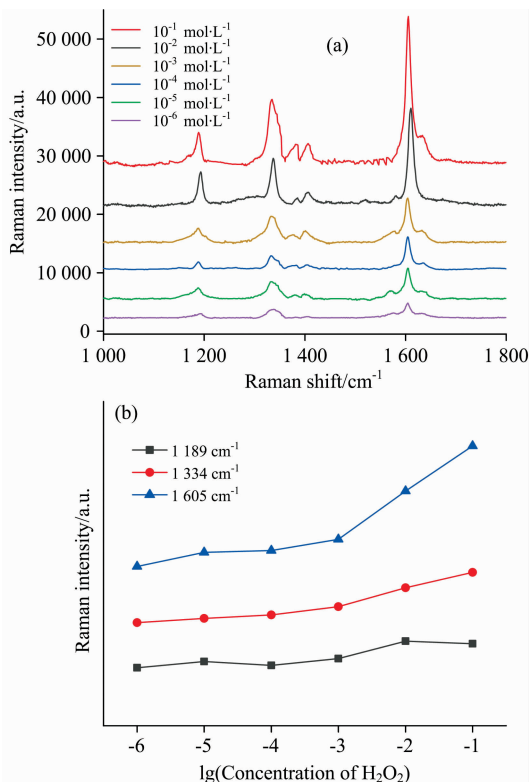 50 000
40 000
30 000
20 000
10 000
0
Raman intensity/a.u.
10⁻¹ mol·L⁻¹
10⁻² mol·L⁻¹
10⁻³ mol·L⁻¹
10⁻⁴ mol·L⁻¹
10⁻⁵ mol·L⁻¹
10⁻⁶ mol·L⁻¹
(a)
1 000 1 200 1 400 1 600 1 800
Raman shift/cm⁻¹
(b)
1 189 cm⁻¹
1 334 cm⁻¹
1 605 cm⁻¹
Raman intensity/a.u.
-6 -5 -4 -3 -2 -1
lg(Concentration of H₂O₂)